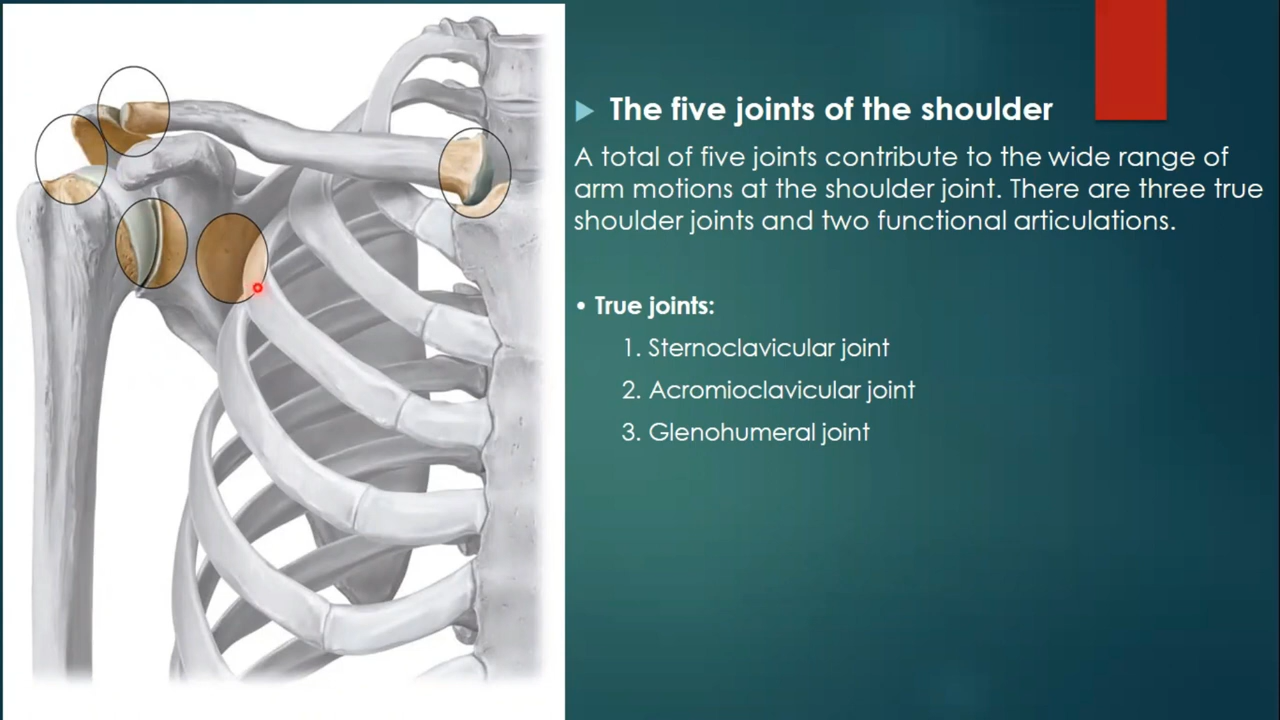 The five joints of the shoulder
A total of five joints contribute to the wide range of
arm motions at the shoulder joint. There are three true
shoulder joints and two functional articulations.
• True joints:
1. Sternoclavicular joint
2. Acromioclavicular joint
3. Glenohumeral joint